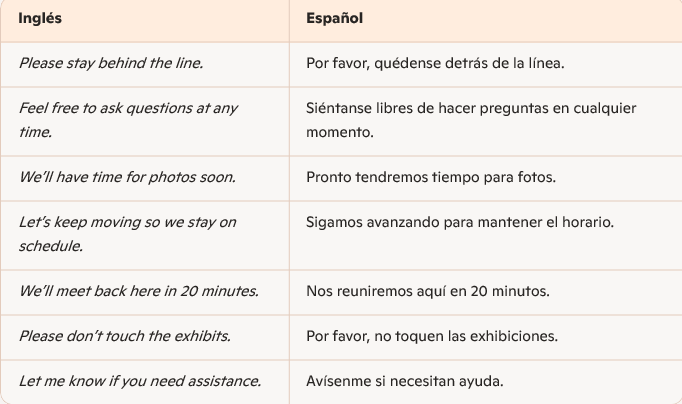 Inglés Español
Please stay behind the line. Por favor, quédense detrás de la línea.
Feel free to ask questions at any Siéntanse libres de hacer preguntas en cualquier
time. momento.
We'll have time for photos soon. Pronto tendremos tiempo para fotos.
Let's keep moving so we stay on Sigamos avanzando para mantener el horario.
schedule.
We'll meet back here in 20 minutes. Nos reuniremos aquí en 20 minutos.
Please don't touch the exhibits. Por favor, no toquen las exhibiciones.
Let me know if you need assistance. Avísenme si necesitan ayuda.